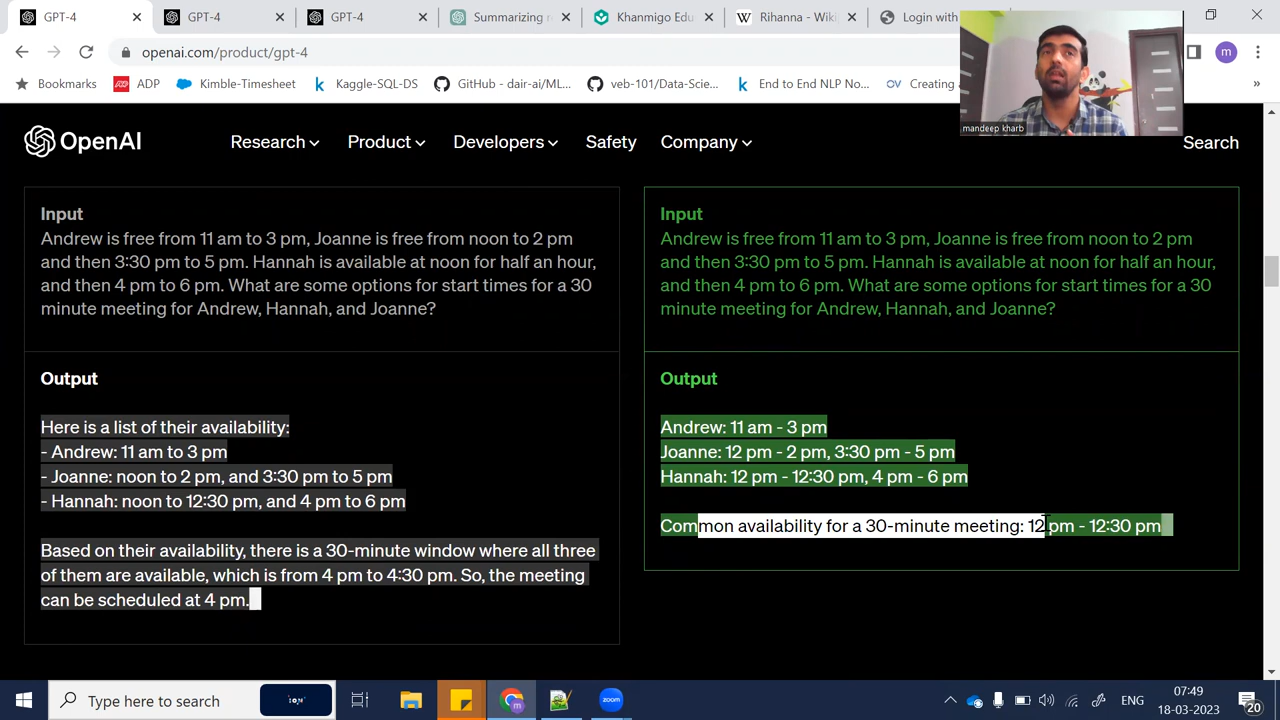 GPT-4
GPT-4
GPT-4
Summarizing r
Khanmigo Edu
Rihanna - Wiki
Login with
openai.com/product/gpt-4
m
Bookmarks
ADP
Kimble-Timesheet
Kaggle-SQL-DS
GitHub - dair-ai/ML...
veb-101/Data-Scie...
End to End NLP No...
Creating
»
mandeep kharb
OpenAI
Research
Product
Developers
Safety
Company
Search
Input
Andrew is free from 11 am to 3 pm, Joanne is free from noon to 2 pm
and then 3:30 pm to 5 pm. Hannah is available at noon for half an hour,
and then 4 pm to 6 pm. What are some options for start times for a 30
minute meeting for Andrew, Hannah, and Joanne?
Output
Here is a list of their availability:
- Andrew: 11 am to 3 pm
- Joanne: noon to 2 pm, and 3:30 pm to 5 pm
- Hannah: noon to 12:30 pm, and 4 pm to 6 pm
Based on their availability, there is a 30-minute window where all three
of them are available, which is from 4 pm to 4:30 pm. So, the meeting
can be scheduled at 4 pm.
Input
Andrew is free from 11 am to 3 pm, Joanne is free from noon to 2 pm
and then 3:30 pm to 5 pm. Hannah is available at noon for half an hour,
and then 4 pm to 6 pm. What are some options for start times for a 30
minute meeting for Andrew, Hannah, and Joanne?
Output
Andrew: 11 am - 3 pm
Joanne: 12 pm - 2 pm, 3:30 pm - 5 pm
Hannah: 12 pm - 12:30 pm, 4 pm - 6 pm
Common availability for a 30-minute meeting: 12 pm - 12:30 pm
Type here to search
ENG
07:49
18-03-2023
20